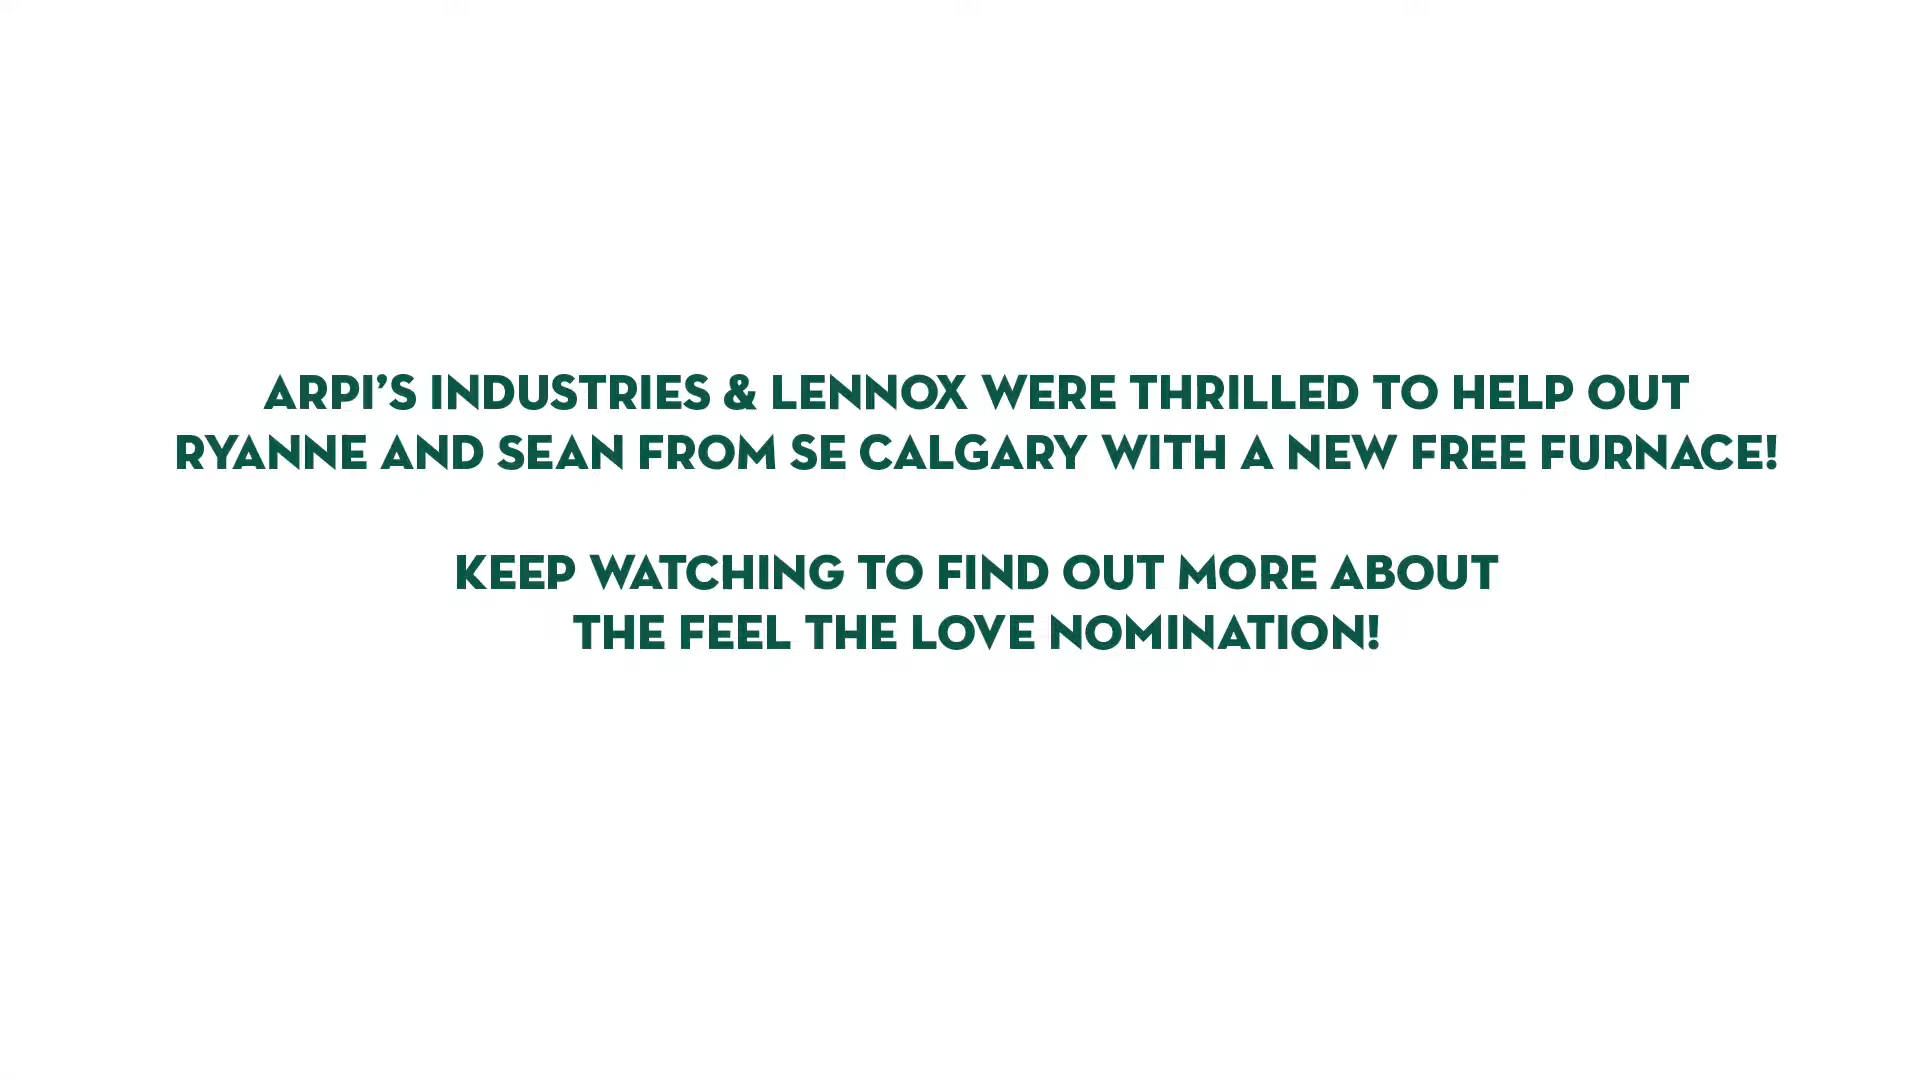 ARPI’S INDUSTRIES & LENNOX WERE THRILLED TO HELP OUT
RYANNE AND SEAN FROM SE CALGARY WITH A NEW FREE FURNACE!
KEEP WATCHING TO FIND OUT MORE ABOUT
THE FEEL THE LOVE NOMINATION!